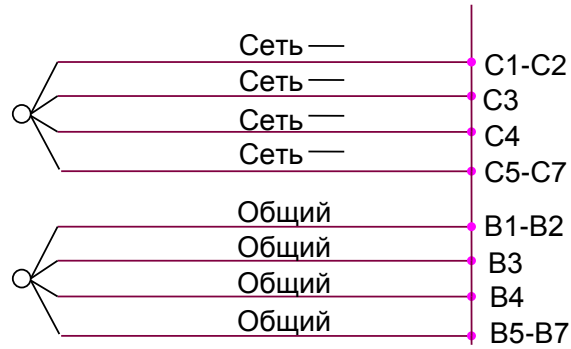 Сеть —
C1-C2
Сеть —
C3
Сеть —
C4
Сеть —
C5-C7
Общий
B1-B2
Общий
B3
Общий
B4
Общий
B5-B7